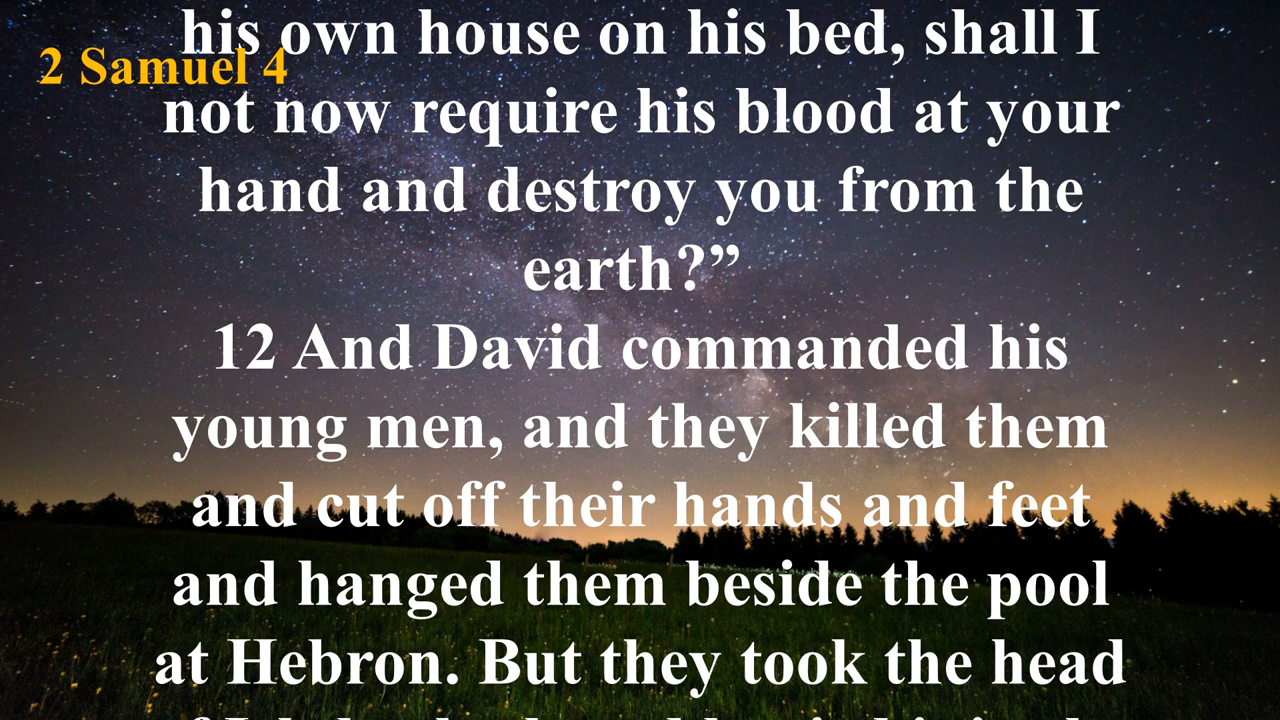 2 Samuel 4
his own house on his bed, shall I
not now require his blood at your
hand and destroy you from the
earth?”
12 And David commanded his
young men, and they killed them
and cut off their hands and feet
and hanged them beside the pool
at Hebron. But they took the head